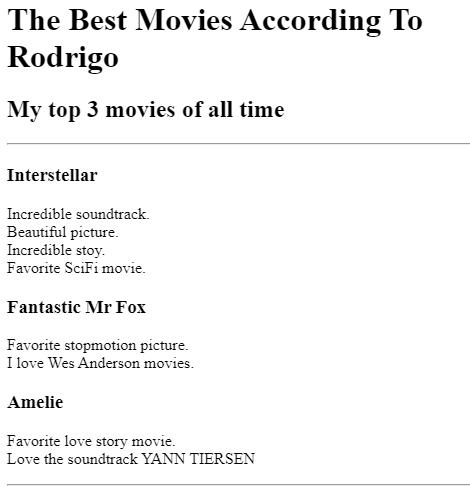 The Best Movies According To
Rodrigo
My top 3 movies of all time
Interstellar
Incredible soundtrack.
Beautiful picture.
Incredible stoy.
Favorite SciFi movie.
Fantastic Mr Fox
Favorite stopmotion picture.
I love Wes Anderson movies.
Amelie
Favorite love story movie.
Love the soundtrack YANN TIERSEN